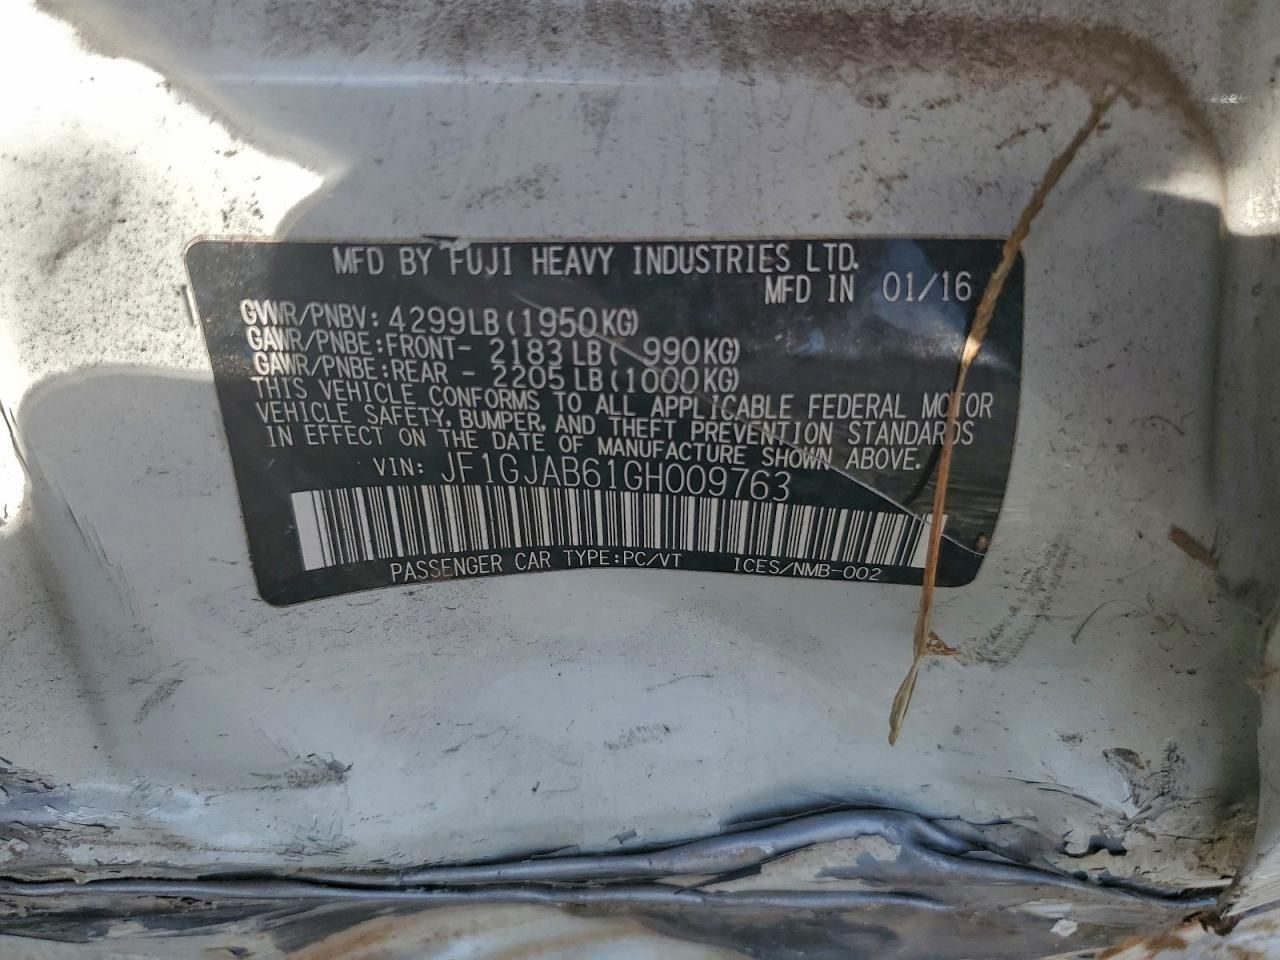 MFD BY FUJI HEAVY INDUSTRIES LTD.
MFD IN 01/16
GVWR/PNBV: 4299LB(1950KG)
GAWR/PNBE:FRONT- 2183LB( 990KG)
GAWR/PNBE:REAR - 2205LB(1000KG)
THIS VEHICLE CONFORMS TO ALL APPLICABLE FEDERAL MOTOR
VEHICLE SAFETY, BUMPER, AND THEFT PREVENTION STANDARDS
IN EFFECT ON THE DATE OF MANUFACTURE SHOWN ABOVE.
VIN: JF1GJAB61GH009763
PASSENGER CAR TYPE:PC/VT ICES/NMB-002